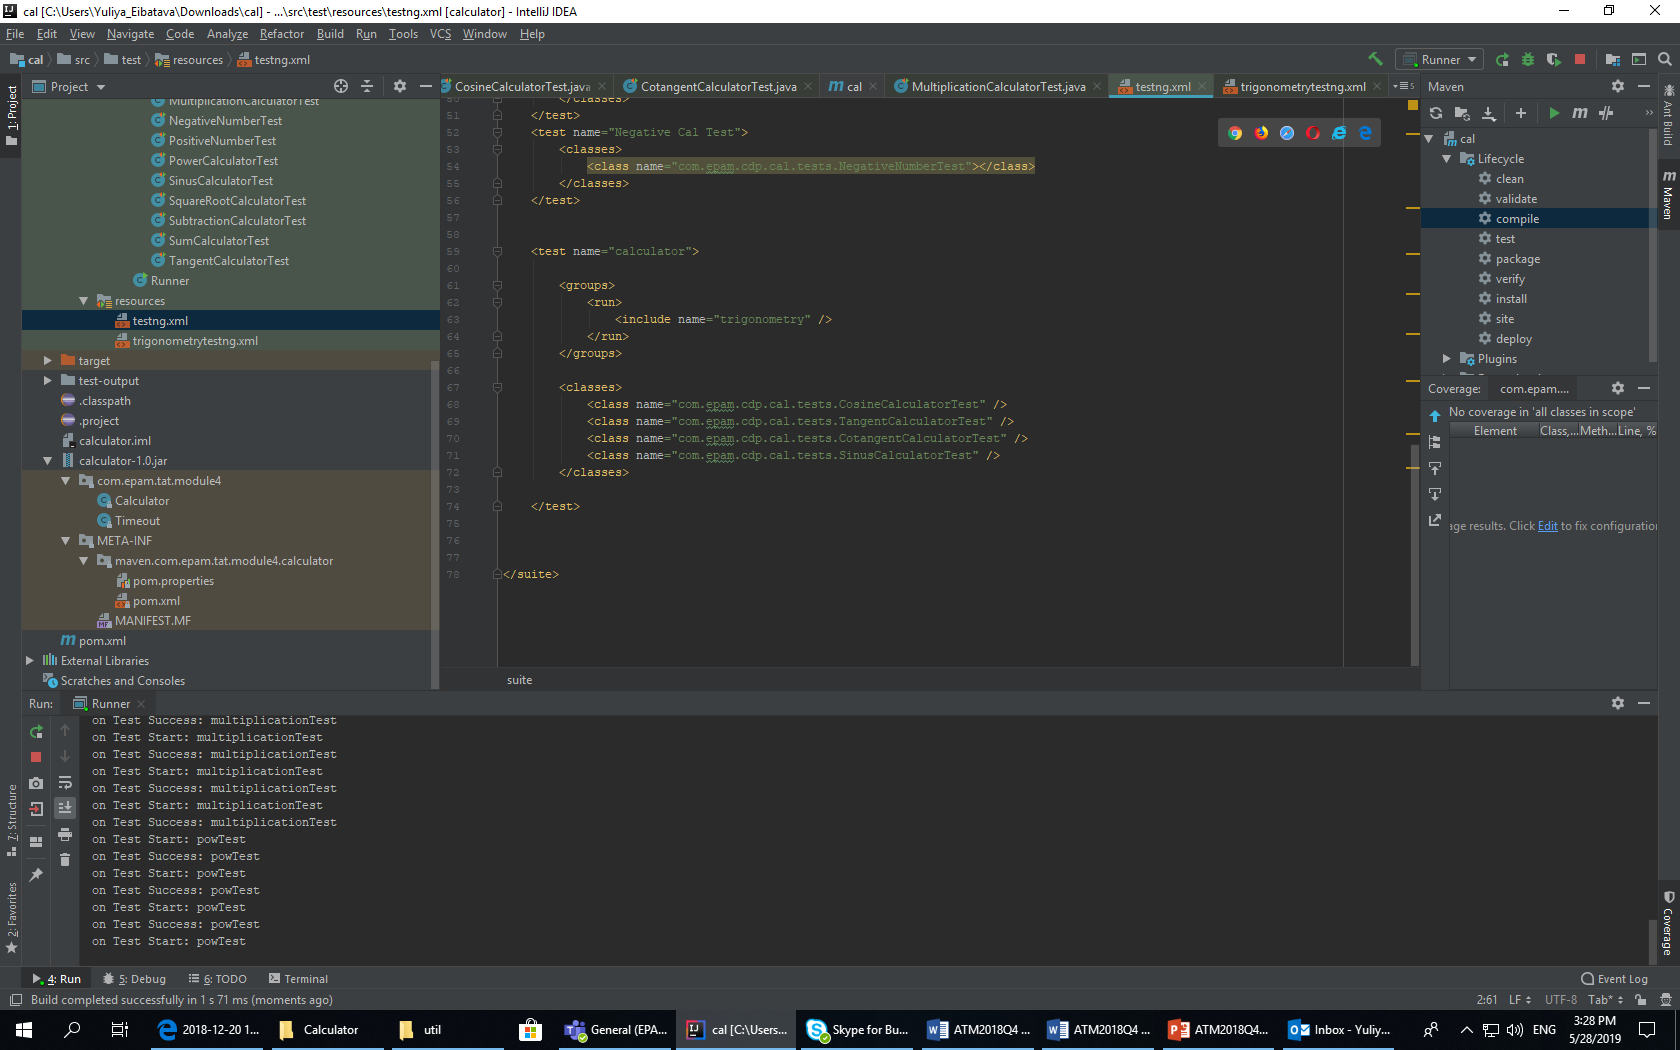 cal [C:\Users\Yuliya_Eibatava\Downloads\cal] - ...\src\test\resources\testng.xml [calculator] - IntelliJ IDEA
File Edit View Navigate Code Analyze Refactor Build Run Tools VCS Window Help
cal src test resources testng.xml
Runner
1: Project
Project
MultiplicationCalculatorTest
NegativeNumberTest
PositiveNumberTest
PowerCalculatorTest
SinusCalculatorTest
SquareRootCalculatorTest
SubtractionCalculatorTest
SumCalculatorTest
TangentCalculatorTest
Runner
resources
testng.xml
trigonometrytestng.xml
target
test-output
.classpath
.project
calculator.iml
calculator-1.0.jar
com.epam.tat.module4
Calculator
Timeout
META-INF
maven.com.epam.tat.module4.calculator
pom.properties
pom.xml
MANIFEST.MF
pom.xml
External Libraries
Scratches and Consoles
CosineCalculatorTest.java CotangentCalculatorTest.java cal MultiplicationCalculatorTest.java testng.xml trigonometrytestng.xml 5
50 </classes>
51 </test>
52 <test name="Negative Cal Test">
53 <classes>
54 <class name="com.epam.cdp.cal.tests.NegativeNumberTest"></class>
55 </classes>
56 </test>
57
58
59 <test name="calculator">
60
61 <groups>
62 <run>
63 <include name="trigonometry" />
64 </run>
65 </groups>
66
67 <classes>
68 <class name="com.epam.cdp.cal.tests.CosineCalculatorTest" />
69 <class name="com.epam.cdp.cal.tests.TangentCalculatorTest" />
70 <class name="com.epam.cdp.cal.tests.CotangentCalculatorTest" />
71 <class name="com.epam.cdp.cal.tests.SinusCalculatorTest" />
72 </classes>
73
74 </test>
75
76
77
78 </suite>
suite
Maven
cal
Lifecycle
clean
validate
compile
test
package
verify
install
site
deploy
Plugins
Coverage: com.epam....
No coverage in 'all classes in scope'
Element Class,... Meth... Line, %
age results. Click Edit to fix configuration
Ant Build
Maven
Coverage
7: Structure
2: Favorites
Run: Runner
on Test Success: multiplicationTest
on Test Start: multiplicationTest
on Test Success: multiplicationTest
on Test Start: multiplicationTest
on Test Success: multiplicationTest
on Test Start: multiplicationTest
on Test Success: multiplicationTest
on Test Start: powTest
on Test Success: powTest
on Test Start: powTest
on Test Success: powTest
on Test Start: powTest
on Test Success: powTest
on Test Start: powTest
4: Run 5: Debug 6: TODO Terminal Event Log
Build completed successfully in 1 s 71 ms (moments ago) 2:61 LF UTF-8 Tab*
2018-12-20 1... Calculator util General (EPA... cal [C:\Users... Skype for Bu... ATM2018Q4 ... ATM2018Q4 ... ATM2018Q4... Inbox - Yuliy... ENG
3:28 PM
5/28/2019